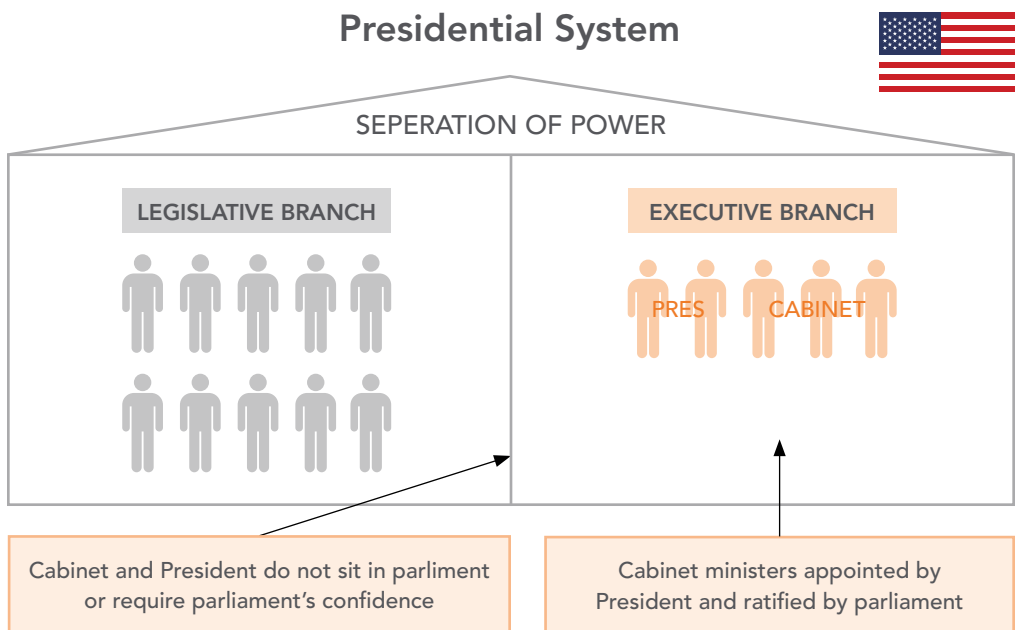 Presidential System
SEPERATION OF POWER
LEGISLATIVE BRANCH
EXECUTIVE BRANCH
PRES
CABINET
Cabinet and President do not sit in parliment
or require parliament's confidence
Cabinet ministers appointed by
President and ratified by parliament